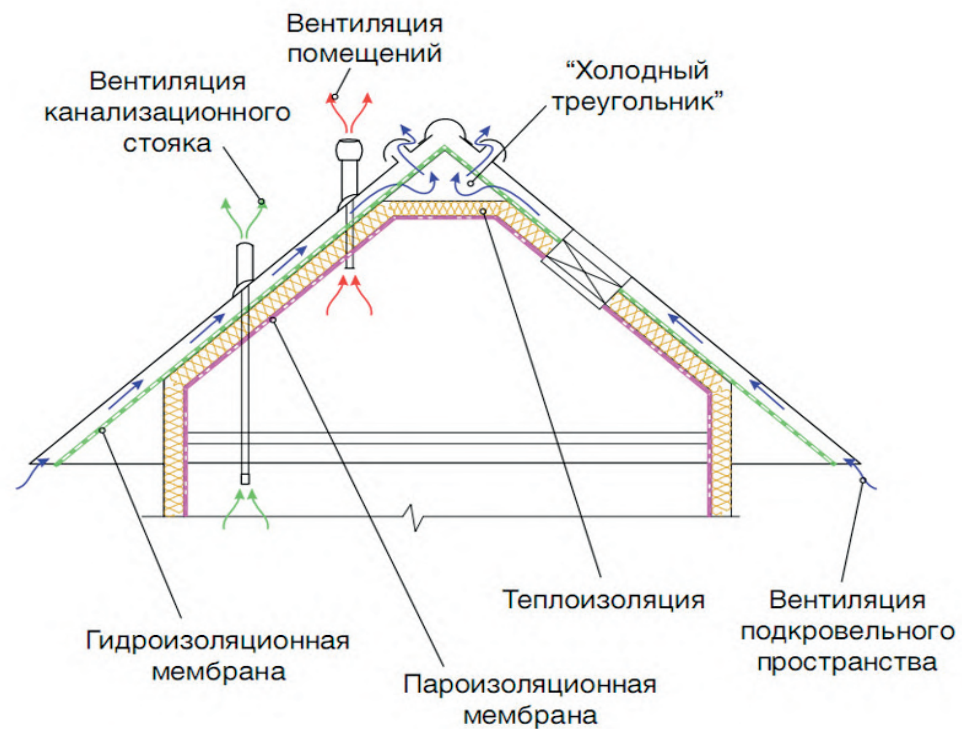 Вентиляция
помещений
Вентиляция
канализационного
стояка
“Холодный
треугольник”
Теплоизоляция
Вентиляция
подкровельного
пространства
Гидроизоляционная
мембрана
Пароизоляционная
мембрана